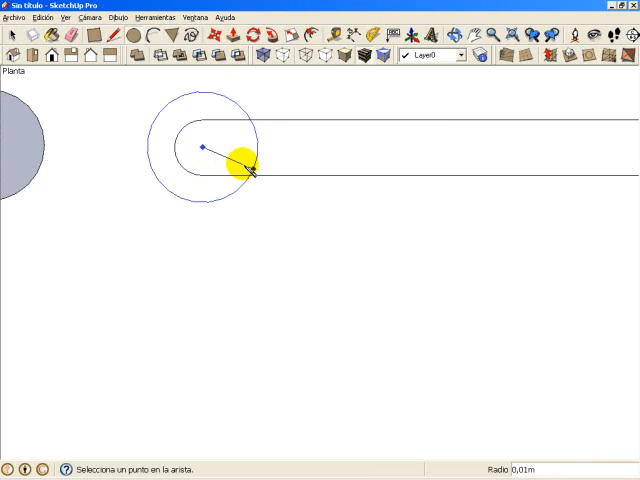 Sin título - SketchUp Pro
Archivo Edición Ver Cámara Dibujo Herramientas Ventana Ayuda
Layer0
Planta
Selecciona un punto en la arista.
Radio 0,01m